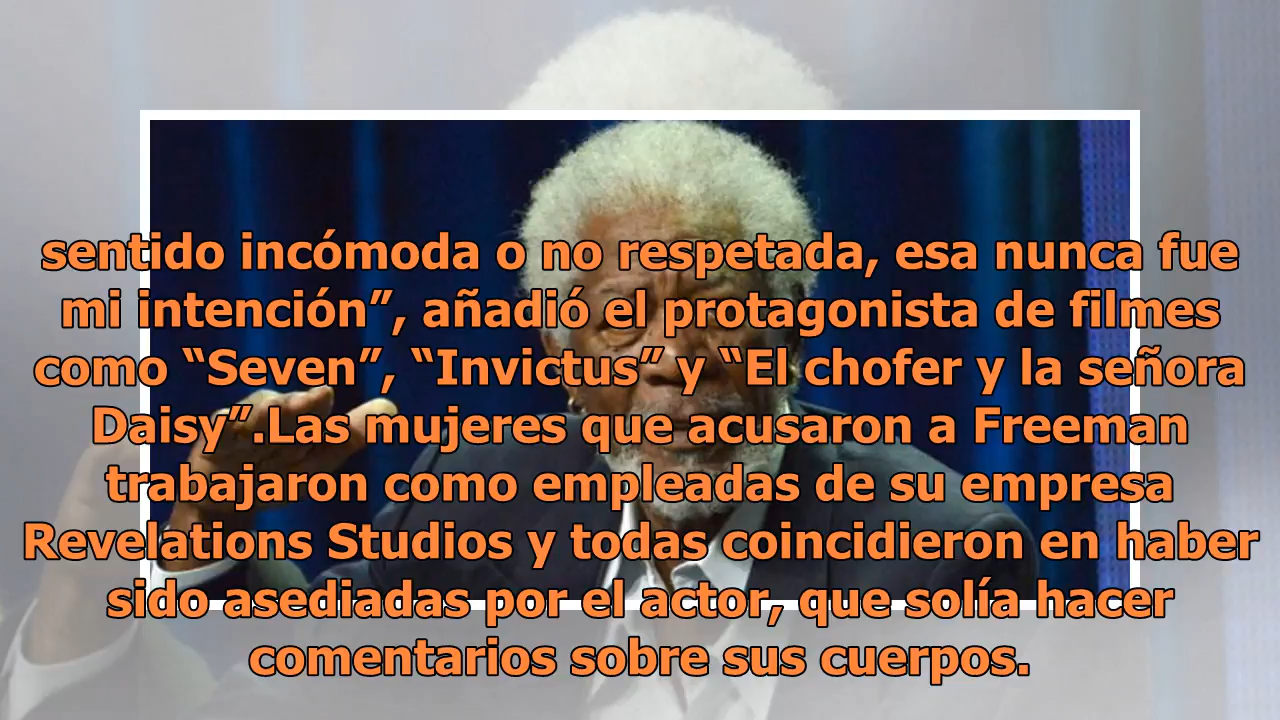 sentido incómoda o no respetada, esa nunca fue
mi intención”, añadió el protagonista de filmes
como “Seven”, “Invictus” y “El chofer y la señora
Daisy”.Las mujeres que acusaron a Freeman
trabajaron como empleadas de su empresa
Revelations Studios y todas coincidieron en haber
sido asediadas por el actor, que solía hacer
comentarios sobre sus cuerpos.